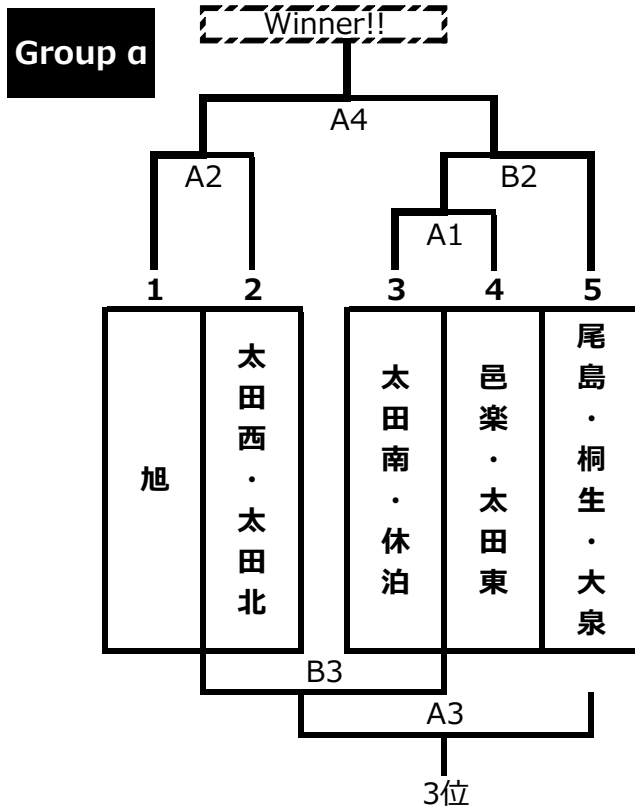 Group α
Winner!!
A4
A2
B2
A1
1
2
3
4
5
旭
太田西・太田北
太田南・休泊
邑楽・太田東
尾島・桐生・大泉
B3
A3
3位